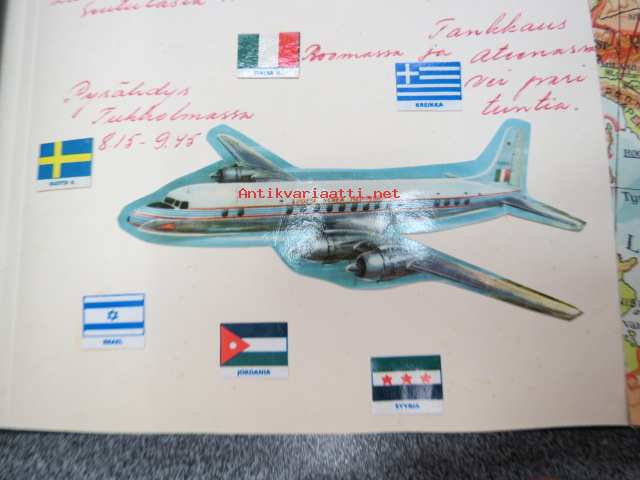 ITALIA
Roomassa ja
Tankkaus
Ateenassa
vei pari
tuntia.
KREIKKA
Pysähdys
Tukholmassa
8.15-9.45
RUOTSI
Antikvariaatti.net
ISRAEL
JORDANIA
SYYRIA